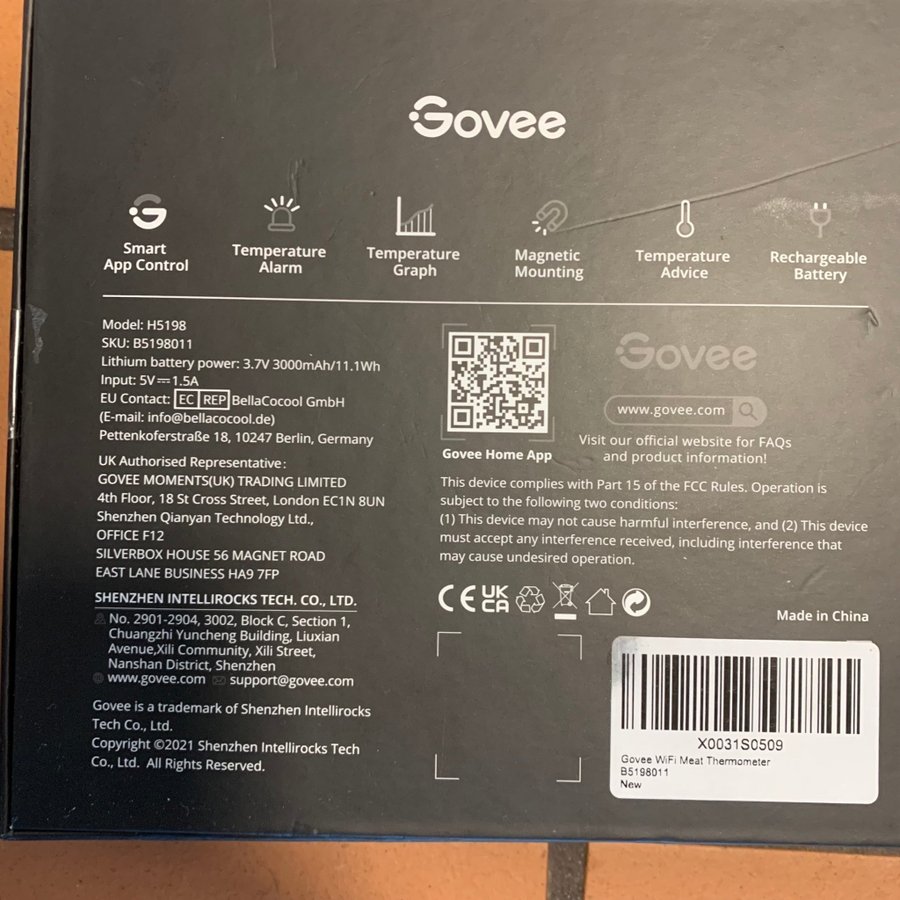 Govee
Smart
App Control
Temperature
Alarm
Temperature
Graph
Magnetic
Mounting
Temperature
Advice
Rechargeable
Battery
Model: H5198
SKU: B5198011
Lithium battery power: 3.7V 3000mAh/11.1Wh
Input: 5V⎓1.5A
EU Contact: EC REP BellaCocool GmbH
(E-mail: info@bellacocool.de)
Pettenkoferstraße 18, 10247 Berlin, Germany
UK Authorised Representative:
GOVEE MOMENTS(UK) TRADING LIMITED
4th Floor, 18 St Cross Street, London EC1N 8UN
Shenzhen Qianyan Technology Ltd.,
OFFICE F12
SILVERBOX HOUSE 56 MAGNET ROAD
EAST LANE BUSINESS HA9 7FP
SHENZHEN INTELLIROCKS TECH. CO., LTD.
No. 2901-2904, 3002, Block C, Section 1,
Chuangzhi Yuncheng Building, Liuxian
Avenue,Xili Community, Xili Street,
Nanshan District, Shenzhen
www.govee.com support@govee.com
Govee is a trademark of Shenzhen Intellirocks
Tech Co., Ltd.
Copyright ©2021 Shenzhen Intellirocks Tech
Co., Ltd. All Rights Reserved.
Govee Home App
Govee
www.govee.com
Visit our official website for FAQs
and product information!
This device complies with Part 15 of the FCC Rules. Operation is
subject to the following two conditions:
(1) This device may not cause harmful interference, and (2) This device
must accept any interference received, including interference that
may cause undesired operation.
CE UK
CA
Made in China
X0031S0509
Govee WiFi Meat Thermometer
B5198011
New